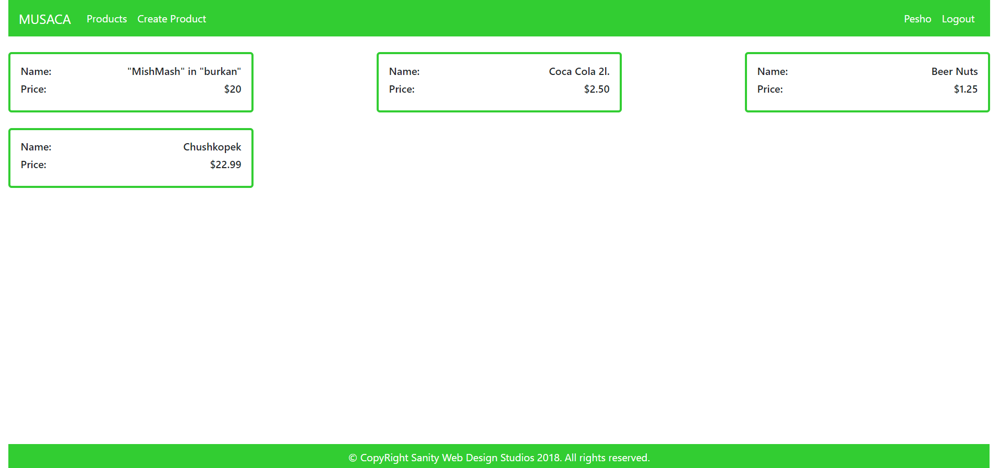 MUSACA Products Create Product Pesho Logout
Name: "MishMash" in "burkan"
Price: $20
Name: Coca Cola 2l.
Price: $2.50
Name: Beer Nuts
Price: $1.25
Name: Chushkopek
Price: $22.99
© CopyRight Sanity Web Design Studios 2018. All rights reserved.